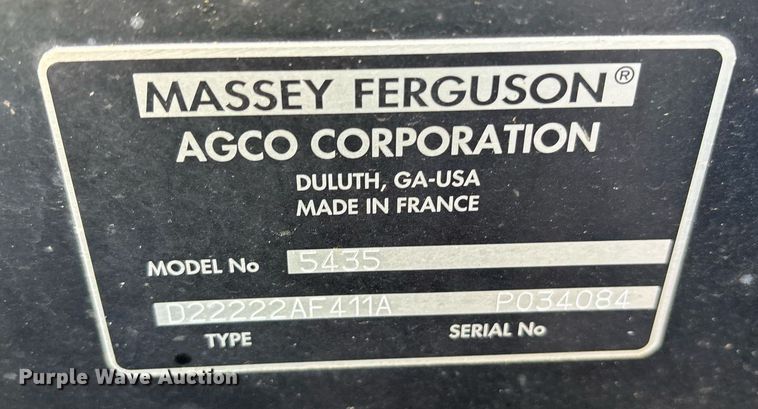 MASSEY FERGUSON®
AGCO CORPORATION
DULUTH, GA-USA
MADE IN FRANCE
MODEL No 5435
D22222AF411A P034084
TYPE SERIAL No
Purple Wave Auction